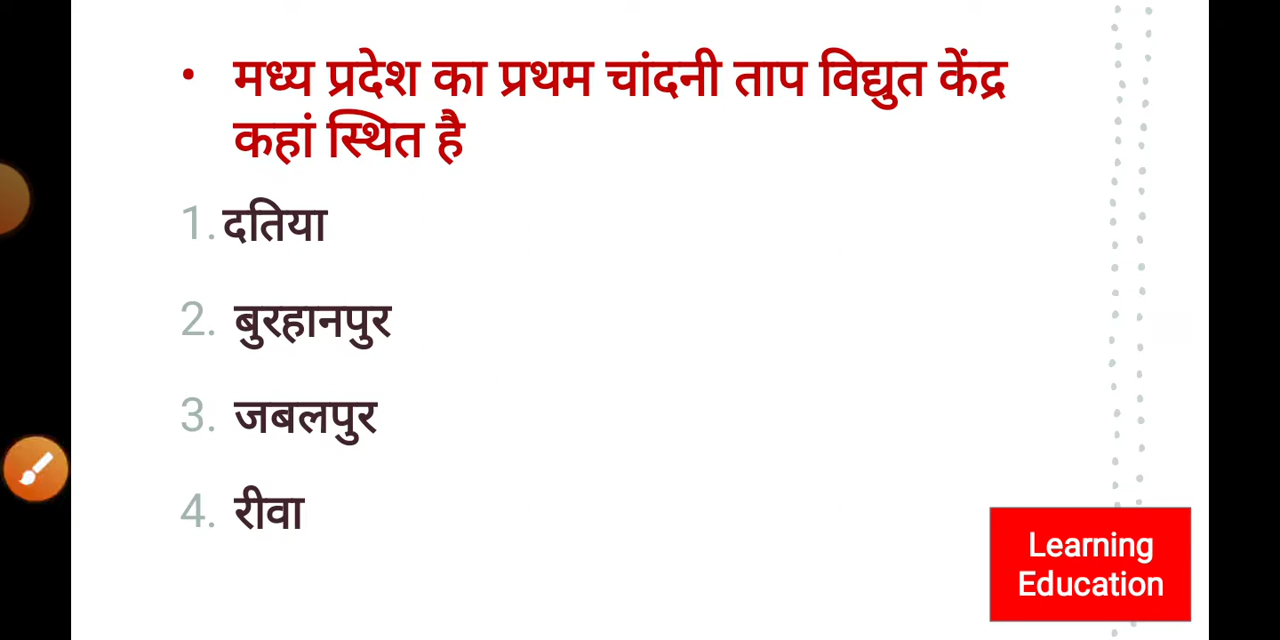 • मध्य प्रदेश का प्रथम चांदनी ताप विद्युत केंद्र
कहां स्थित है
1. दतिया
2. बुरहानपुर
3. जबलपुर
4. रीवा
Learning
Education